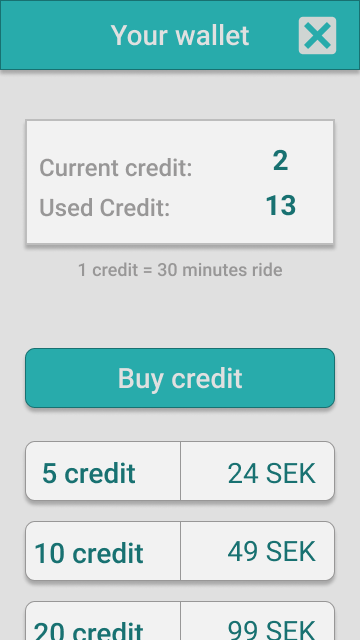 Your wallet
Current credit: 2
Used Credit: 13
1 credit = 30 minutes ride
Buy credit
5 credit 24 SEK
10 credit 49 SEK
20 credit 99 SEK